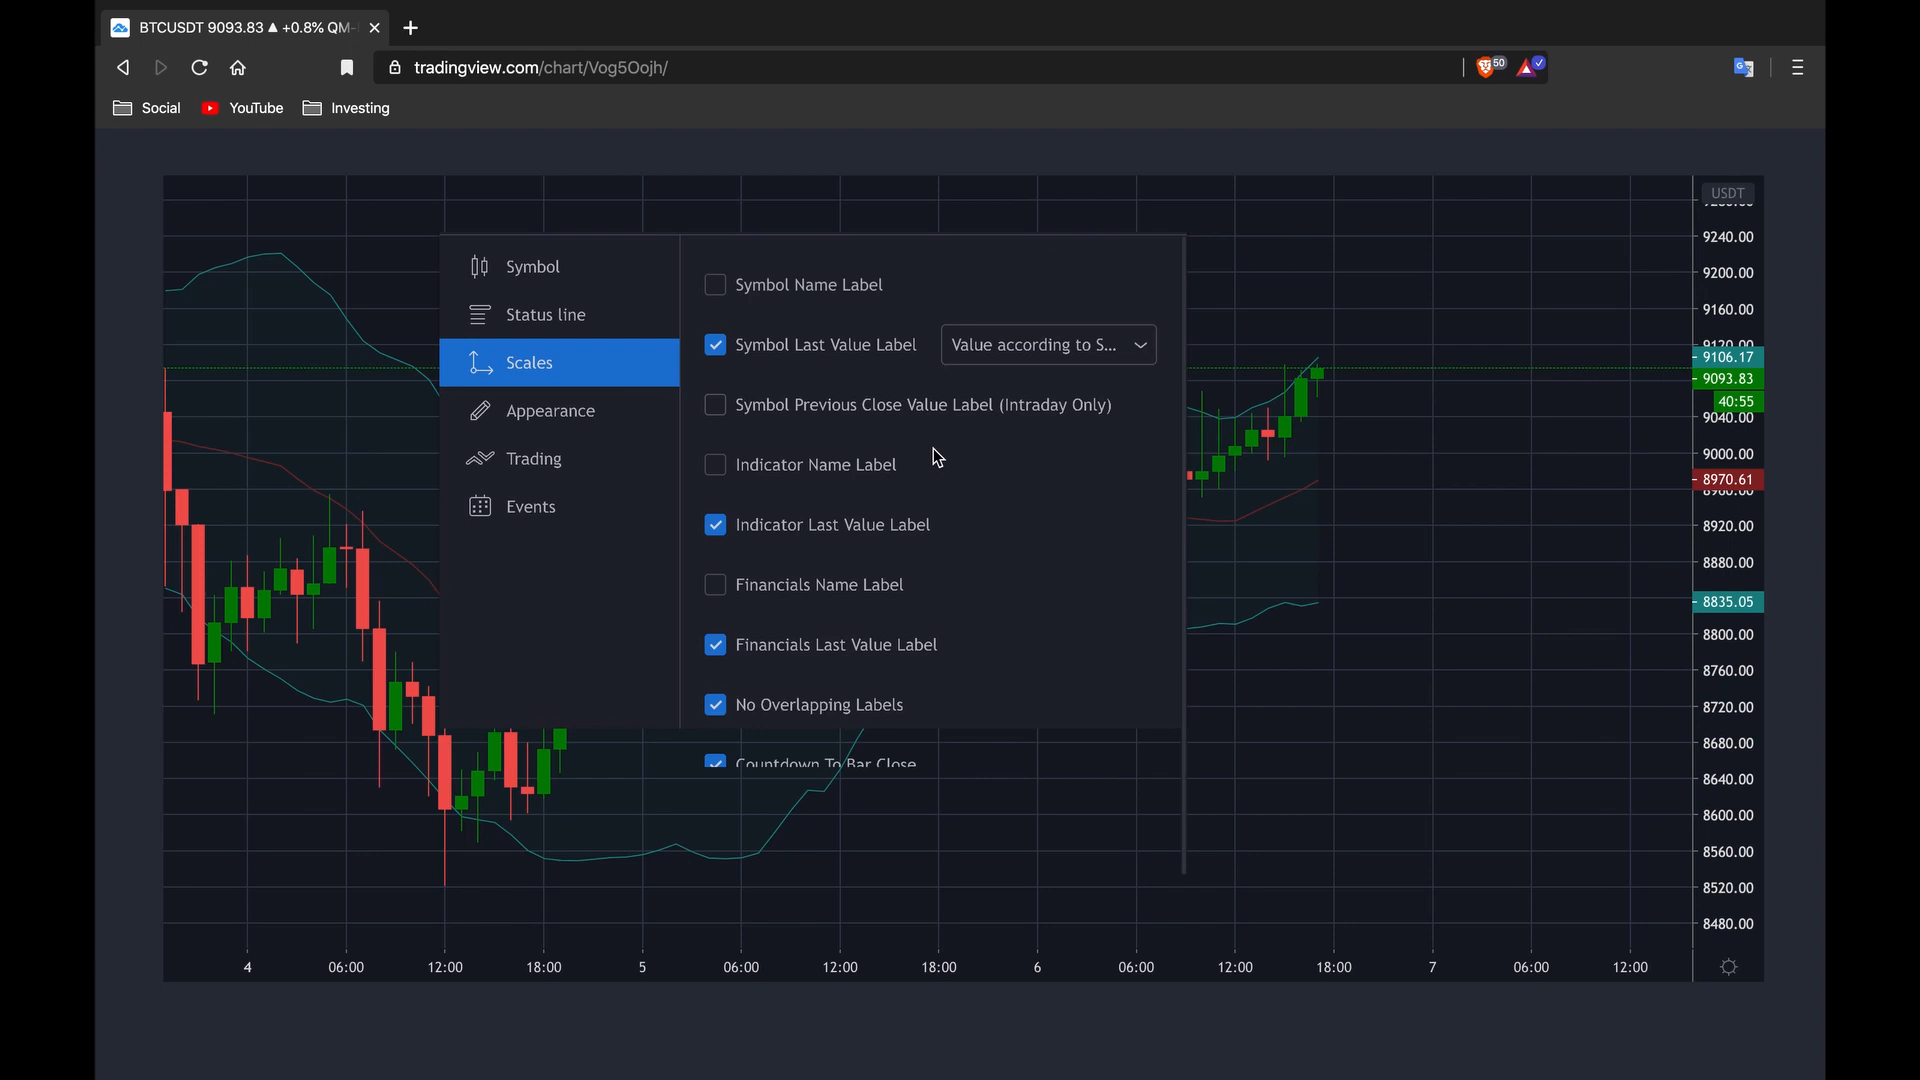 BTCUSDT 9093.83 ▲ +0.8% QM-
tradingview.com/chart/Vog5Oojh/
50
Social
YouTube
Investing
USDT
9240.00
9200.00
9160.00
9120.00
9106.17
9093.83
40:55
9040.00
9000.00
8970.61
8960.00
8920.00
8880.00
8835.05
8800.00
8760.00
8720.00
8680.00
8640.00
8600.00
8560.00
8520.00
8480.00
Symbol
Status line
Scales
Appearance
Trading
Events
Symbol Name Label
Symbol Last Value Label
Value according to S...
Symbol Previous Close Value Label (Intraday Only)
Indicator Name Label
Indicator Last Value Label
Financials Name Label
Financials Last Value Label
No Overlapping Labels
Countdown To Bar Close
4 06:00 12:00 18:00 5 06:00 12:00 18:00 6 06:00 12:00 18:00 7 06:00 12:00